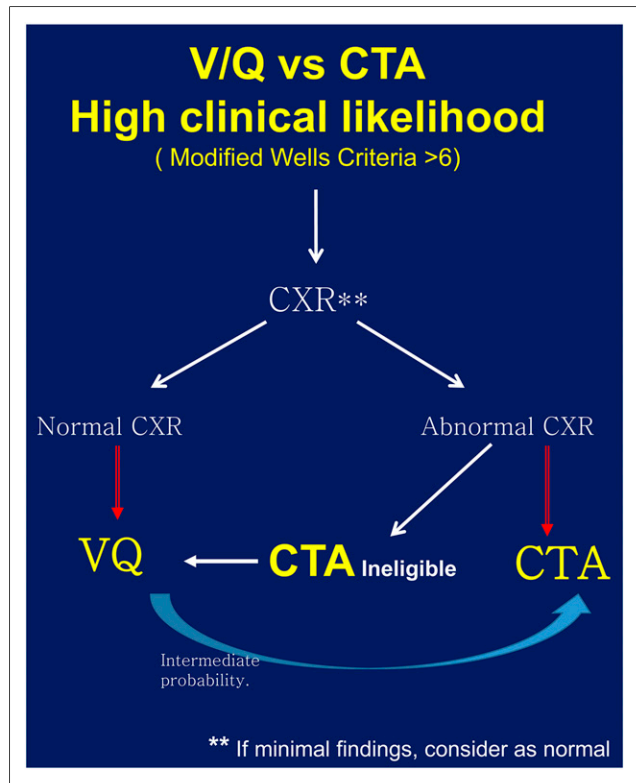 V/Q vs CTA
High clinical likelihood
( Modified Wells Criteria >6)
CXR**
Normal CXR
Abnormal CXR
VQ
CTA Ineligible
CTA
Intermediate
probability.
** If minimal findings, consider as normal